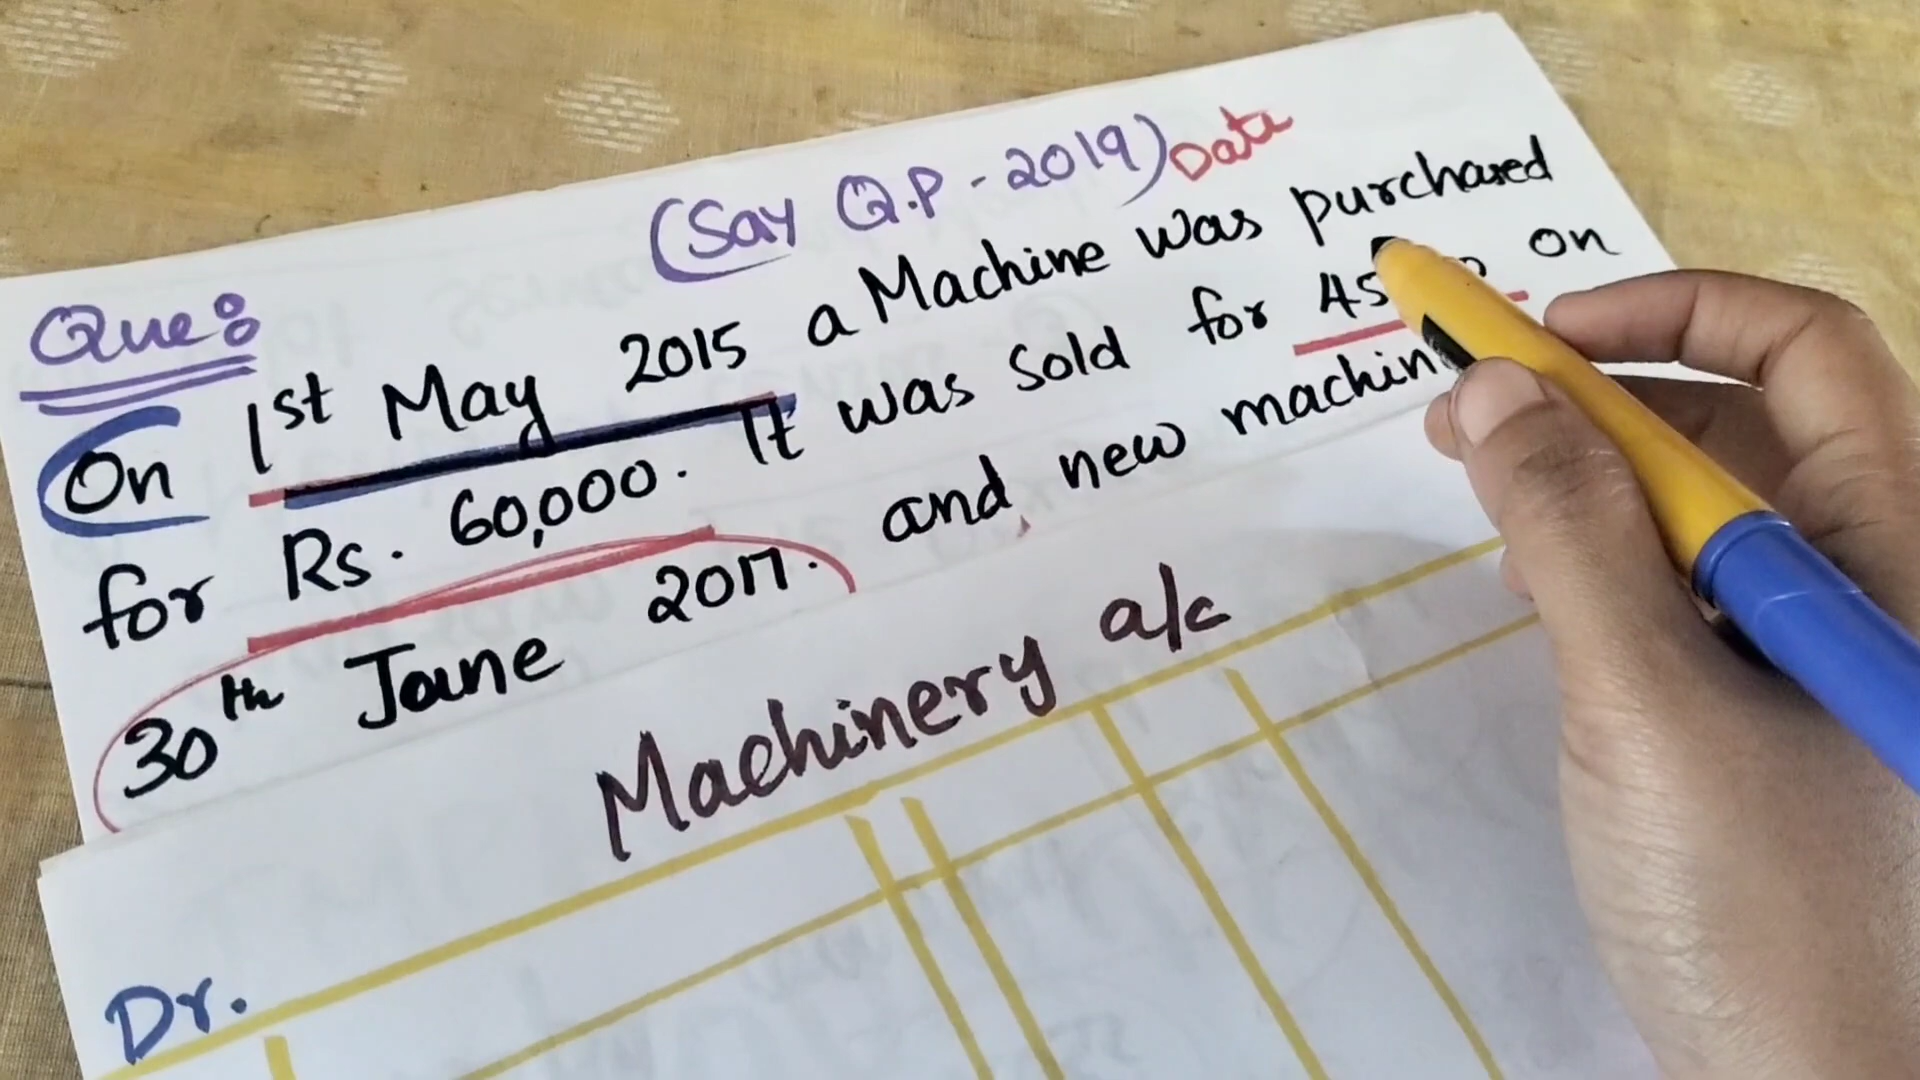 (Say Q.P - 2019) Date
Que:
On 1st May 2015 a Machine was purchased
for Rs. 60,000. It was sold for on
30th June 2017. and new
Machinery a/c
Dr.